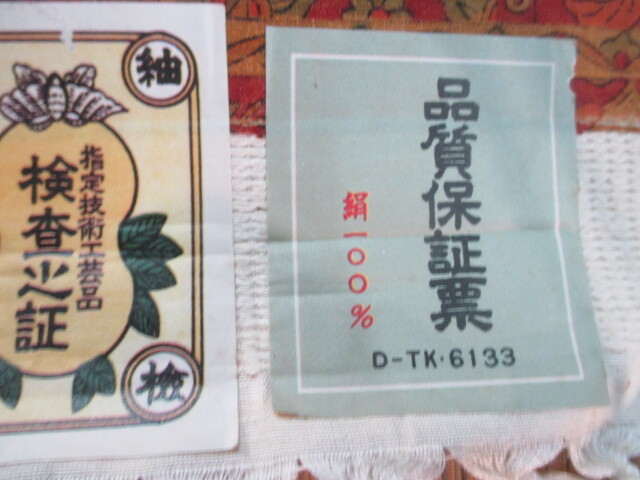 品質保証票
絹一〇〇%
D-TK·6133
紬
指定技術工芸品
検査之証
検